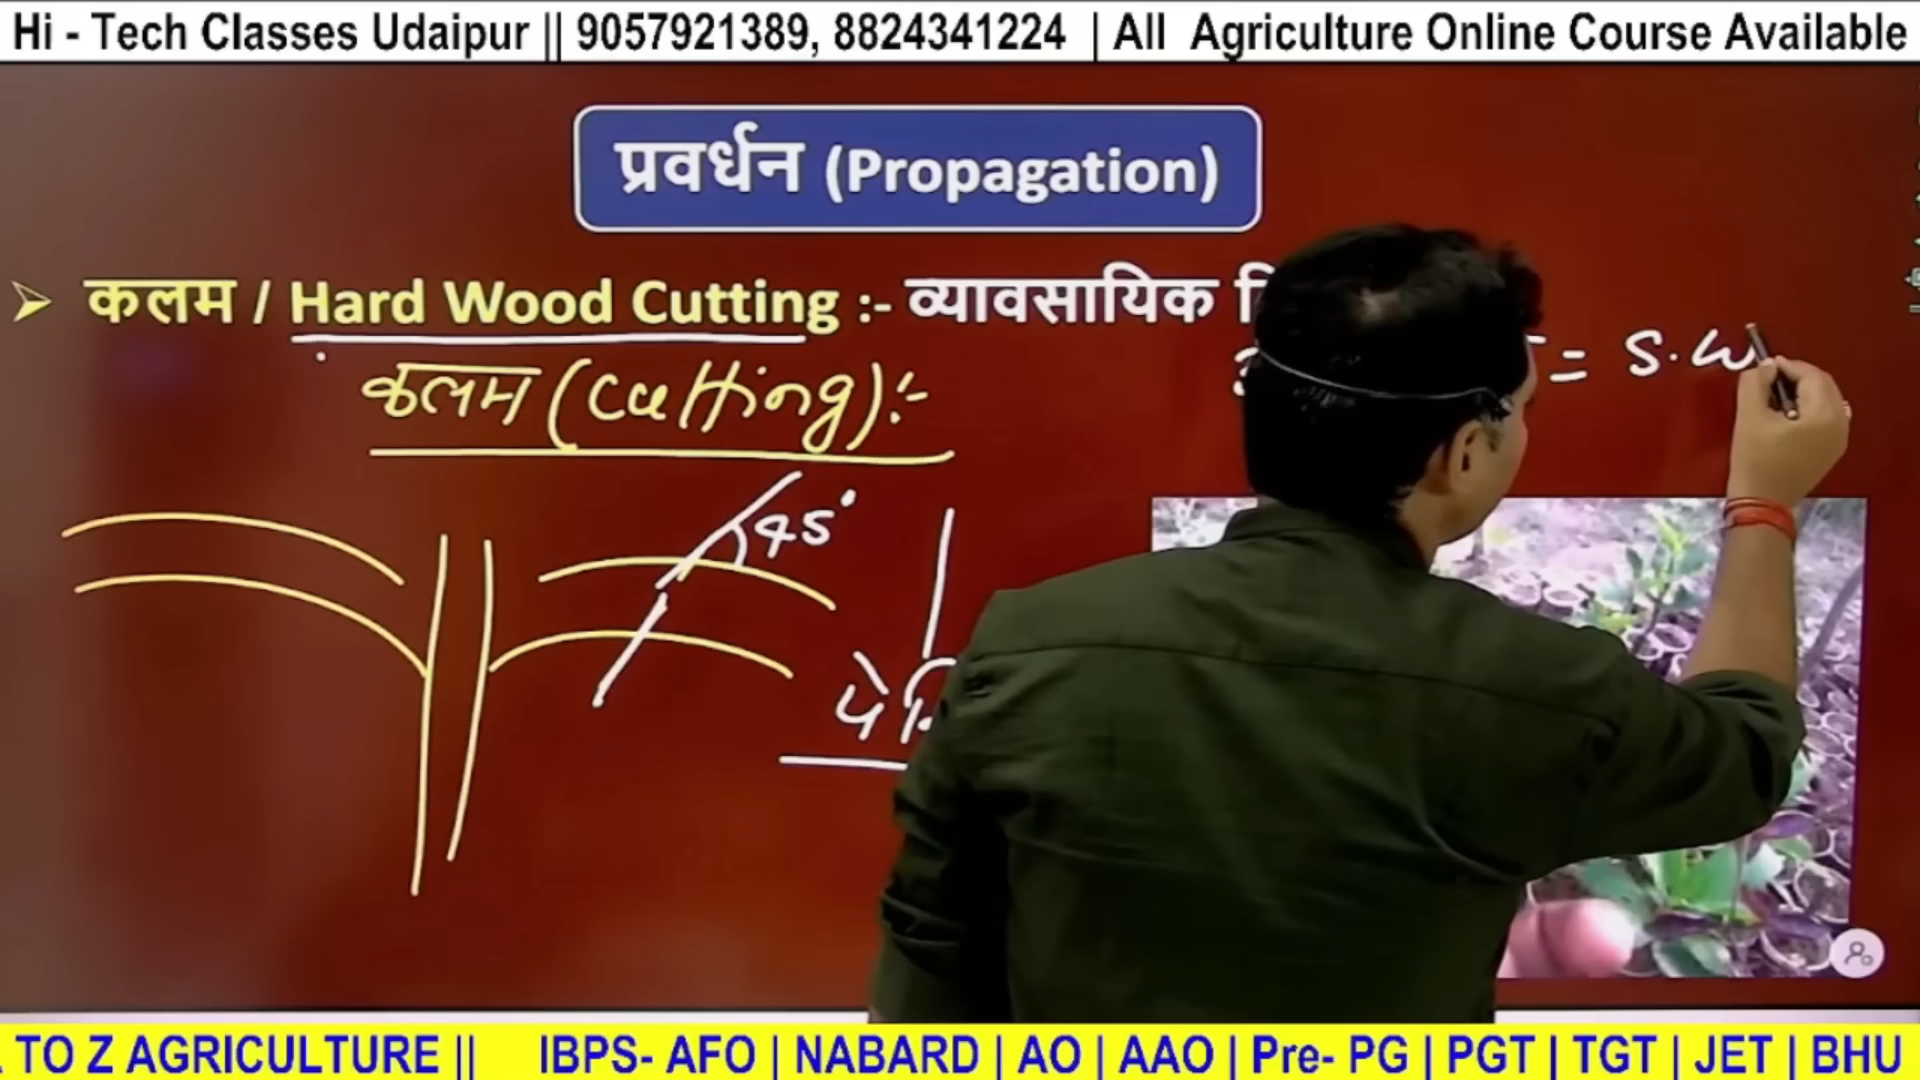 Hi - Tech Classes Udaipur || 9057921389, 8824341224 | All Agriculture Online Course Available
प्रवर्धन (Propagation)
➢ कलम / Hard Wood Cutting :- व्यावसायिक
= S.W
कलम (Cutting):-
45°
TO Z AGRICULTURE || IBPS- AFO | NABARD | AO | AAO | Pre- PG | PGT | TGT | JET | BHU